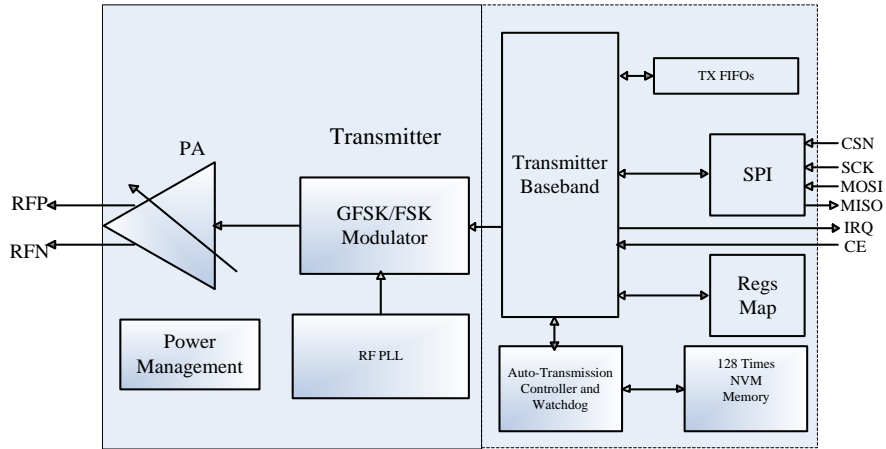 PA
Transmitter
RFP
RFN
GFSK/FSK
Modulator
Power
Management
RF PLL
Transmitter
Baseband
TX FIFOs
SPI
CSN
SCK
MOSI
MISO
IRQ
CE
Regs
Map
Auto-Transmission
Controller and
Watchdog
128 Times
NVM
Memory